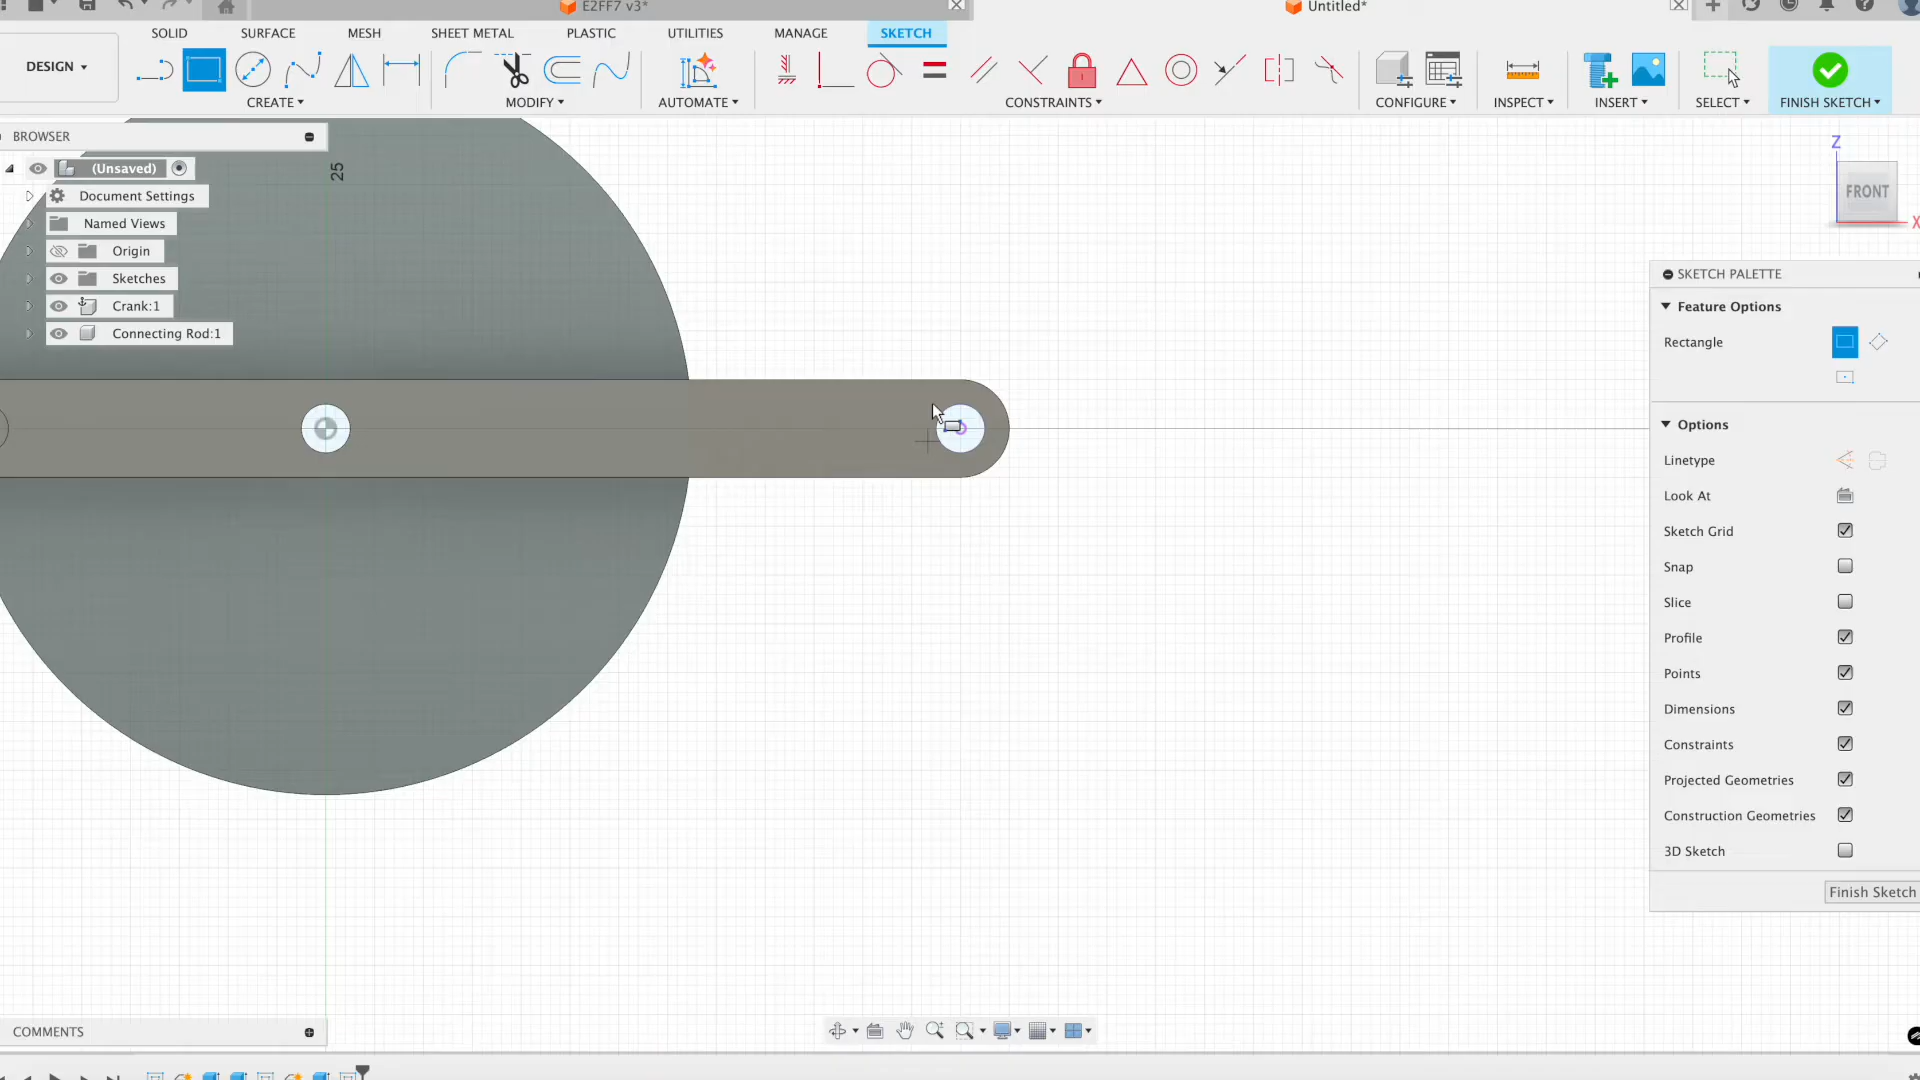 E2FF7 v3*
Untitled*
SOLID
SURFACE
MESH
SHEET METAL
PLASTIC
UTILITIES
MANAGE
SKETCH
DESIGN
CREATE
MODIFY
AUTOMATE
CONSTRAINTS
CONFIGURE
INSPECT
INSERT
SELECT
FINISH SKETCH
BROWSER
(Unsaved)
Document Settings
Named Views
Origin
Sketches
Crank:1
Connecting Rod:1
25
Z
FRONT
X
SKETCH PALETTE
Feature Options
Rectangle
Options
Linetype
Look At
Sketch Grid
Snap
Slice
Profile
Points
Dimensions
Constraints
Projected Geometries
Construction Geometries
3D Sketch
Finish Sketch
COMMENTS